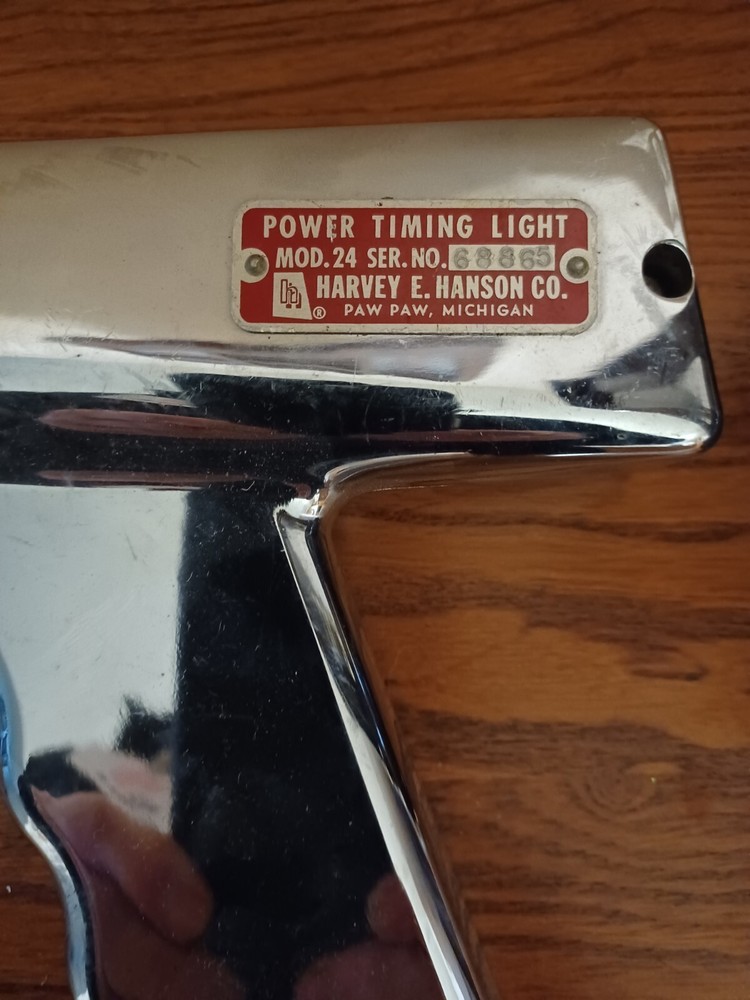 POWER TIMING LIGHT
MOD.24 SER. NO. 68865
HARVEY E. HANSON CO.
®
PAW PAW, MICHIGAN